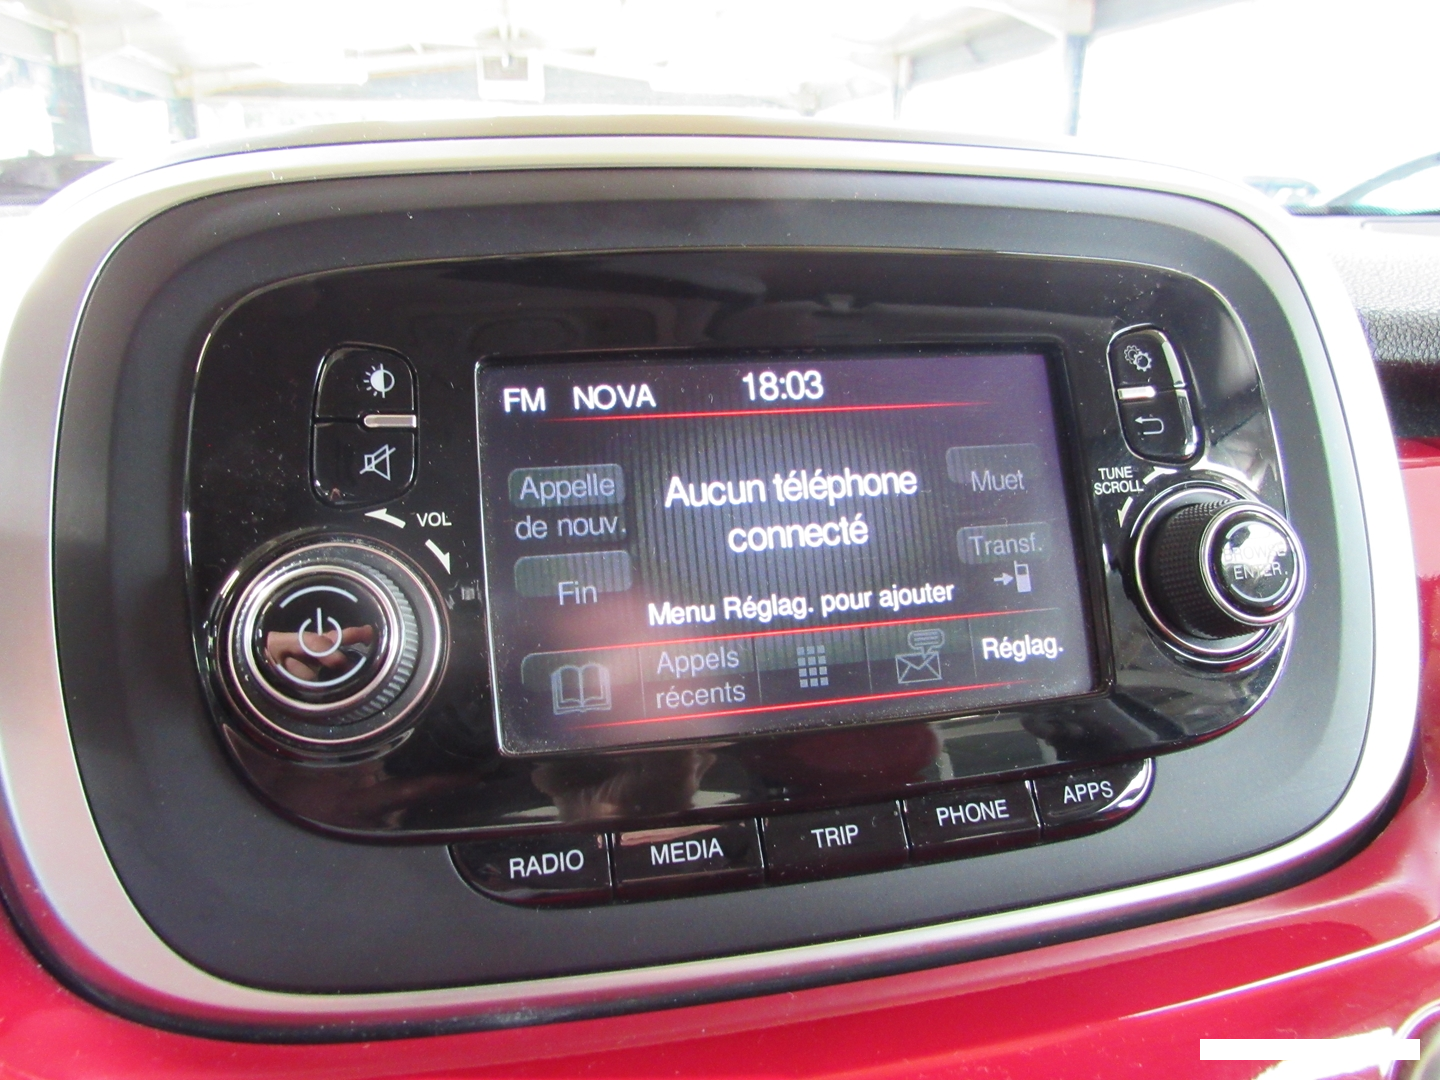 FM NOVA 18:03
Appelle
de nouv.
Aucun téléphone
connecté
Muet
Fin
Transf.
Menu Réglag. pour ajouter
Appels
récents
Réglag.
VOL
TUNE
SCROLL
BROWSE
ENTER
RADIO
MEDIA
TRIP
PHONE
APPS